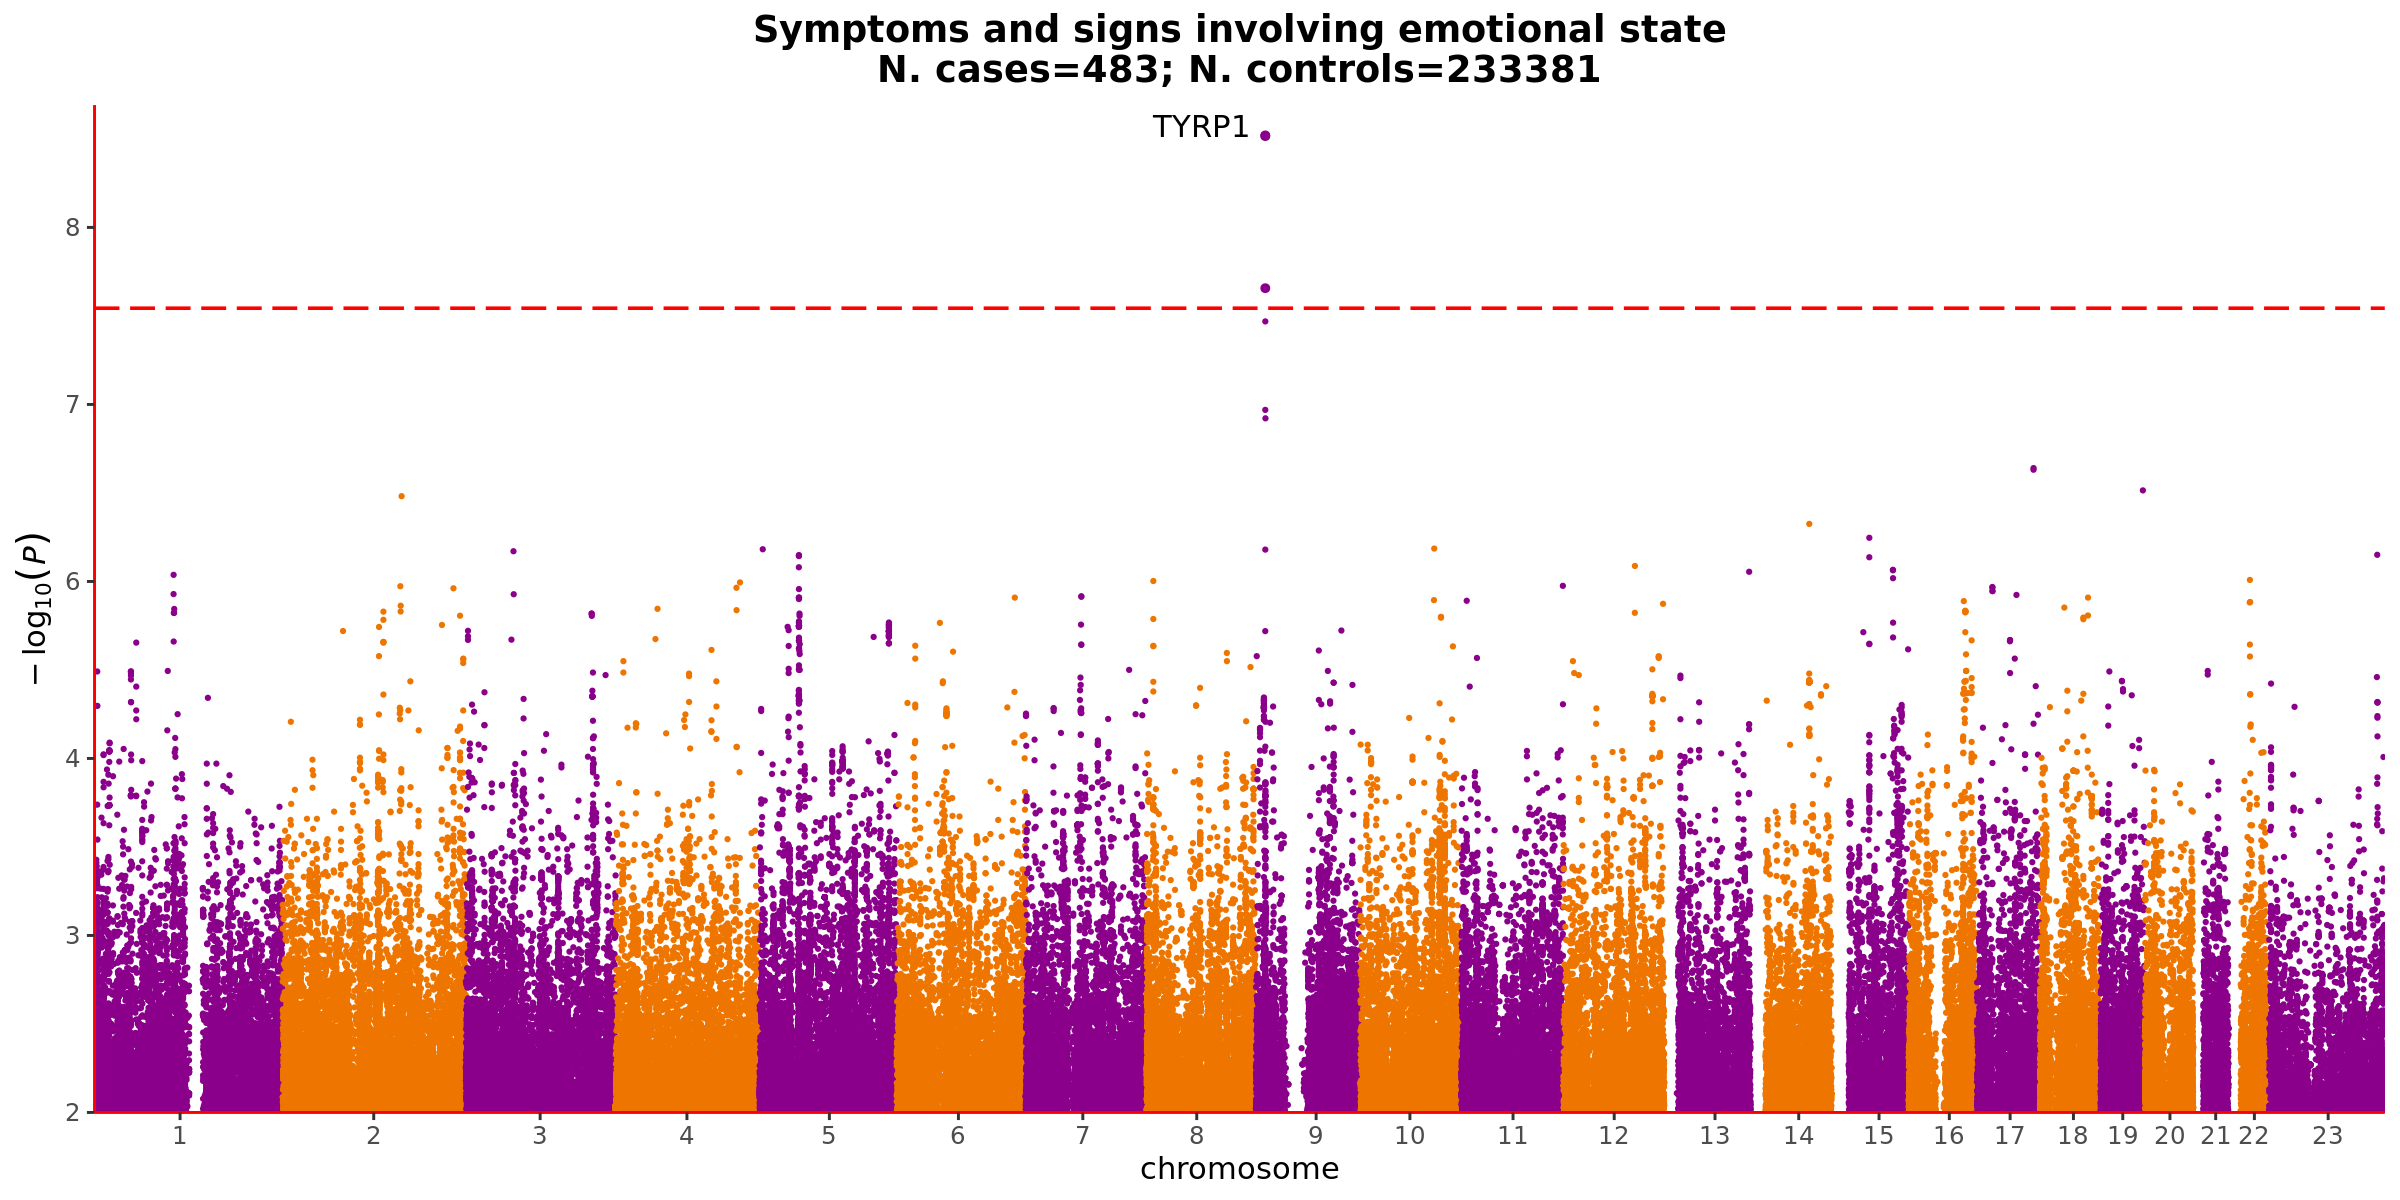 Symptoms and signs involving emotional state
N. cases=483; N. controls=233381
TYRP1
8
7
6
4
3
2
−log10(P)
1 2 3 4 5 6 7 8 9 10 11 12 13 14 15 16 17 18 19 20 21 22 23
chromosome